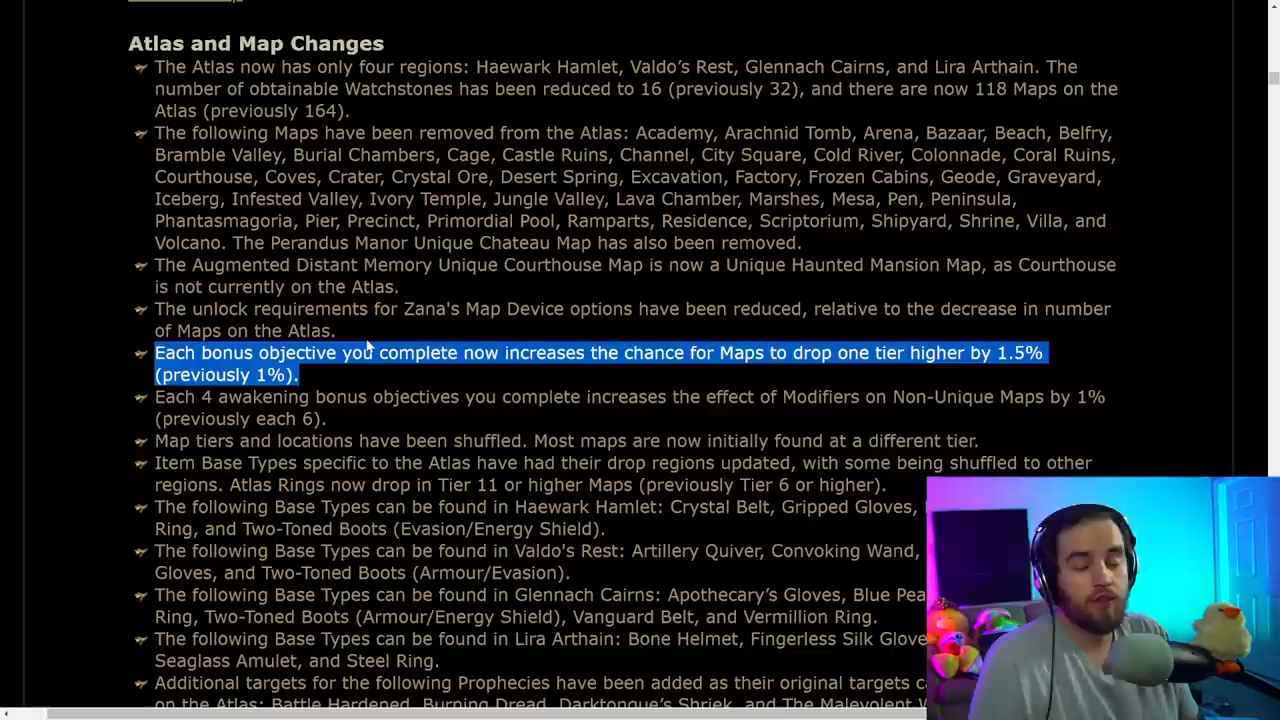 Atlas and Map Changes
The Atlas now has only four regions: Haewark Hamlet, Valdo's Rest, Glennach Cairns, and Lira Arthain. The
number of obtainable Watchstones has been reduced to 16 (previously 32), and there are now 118 Maps on the
Atlas (previously 164).
The following Maps have been removed from the Atlas: Academy, Arachnid Tomb, Arena, Bazaar, Beach, Belfry,
Bramble Valley, Burial Chambers, Cage, Castle Ruins, Channel, City Square, Cold River, Colonnade, Coral Ruins,
Courthouse, Coves, Crater, Crystal Ore, Desert Spring, Excavation, Factory, Frozen Cabins, Geode, Graveyard,
Iceberg, Infested Valley, Ivory Temple, Jungle Valley, Lava Chamber, Marshes, Mesa, Pen, Peninsula,
Phantasmagoria, Pier, Precinct, Primordial Pool, Ramparts, Residence, Scriptorium, Shipyard, Shrine, Villa, and
Volcano. The Perandus Manor Unique Chateau Map has also been removed.
The Augmented Distant Memory Unique Courthouse Map is now a Unique Haunted Mansion Map, as Courthouse
is not currently on the Atlas.
The unlock requirements for Zana's Map Device options have been reduced, relative to the decrease in number
of Maps on the Atlas.
Each bonus objective you complete now increases the chance for Maps to drop one tier higher by 1.5%
(previously 1%).
Each 4 awakening bonus objectives you complete increases the effect of Modifiers on Non-Unique Maps by 1%
(previously each 6).
Map tiers and locations have been shuffled. Most maps are now initially found at a different tier.
Item Base Types specific to the Atlas have had their drop regions updated, with some being shuffled to other
regions. Atlas Rings now drop in Tier 11 or higher Maps (previously Tier 6 or higher).
The following Base Types can be found in Haewark Hamlet: Crystal Belt, Gripped Gloves,
Ring, and Two-Toned Boots (Evasion/Energy Shield).
The following Base Types can be found in Valdo's Rest: Artillery Quiver, Convoking Wand,
Gloves, and Two-Toned Boots (Armour/Evasion).
The following Base Types can be found in Glennach Cairns: Apothecary's Gloves, Blue Pea
Ring, Two-Toned Boots (Armour/Energy Shield), Vanguard Belt, and Vermillion Ring.
The following Base Types can be found in Lira Arthain: Bone Helmet, Fingerless Silk Glove
Seaglass Amulet, and Steel Ring.
Additional targets for the following Prophecies have been added as their original targets c
on the Atlas: Battle Hardened, Burning Dread, Darktongue's Shriek, and The Malevolent W